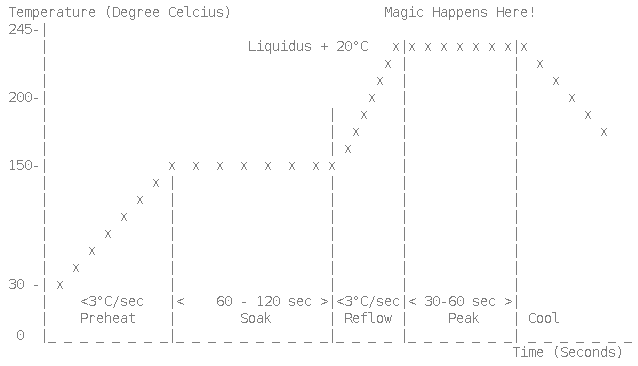 Temperature (Degree Celcius) Magic Happens Here!
245-|
Liquidus + 20°C x|x x x x x x x|x
x | | x
x | | x
200- x | | x
| x | | x
| x | | x
| x | |
150- x x x x x x x x | |
x |
x
x
x
x
x
x
30 -| x
<3°C/sec |< 60 - 120 sec >|<3°C/sec|< 30-60 sec >|
Preheat | Soak | Reflow | Peak | Cool
0 |_ _ _ _ _ _ _ _|_ _ _ _ _ _ _ _ _ _|_ _ _ _ |_ _ _ _ _ _ _|_ _ _ _ _ _ _
Time (Seconds)